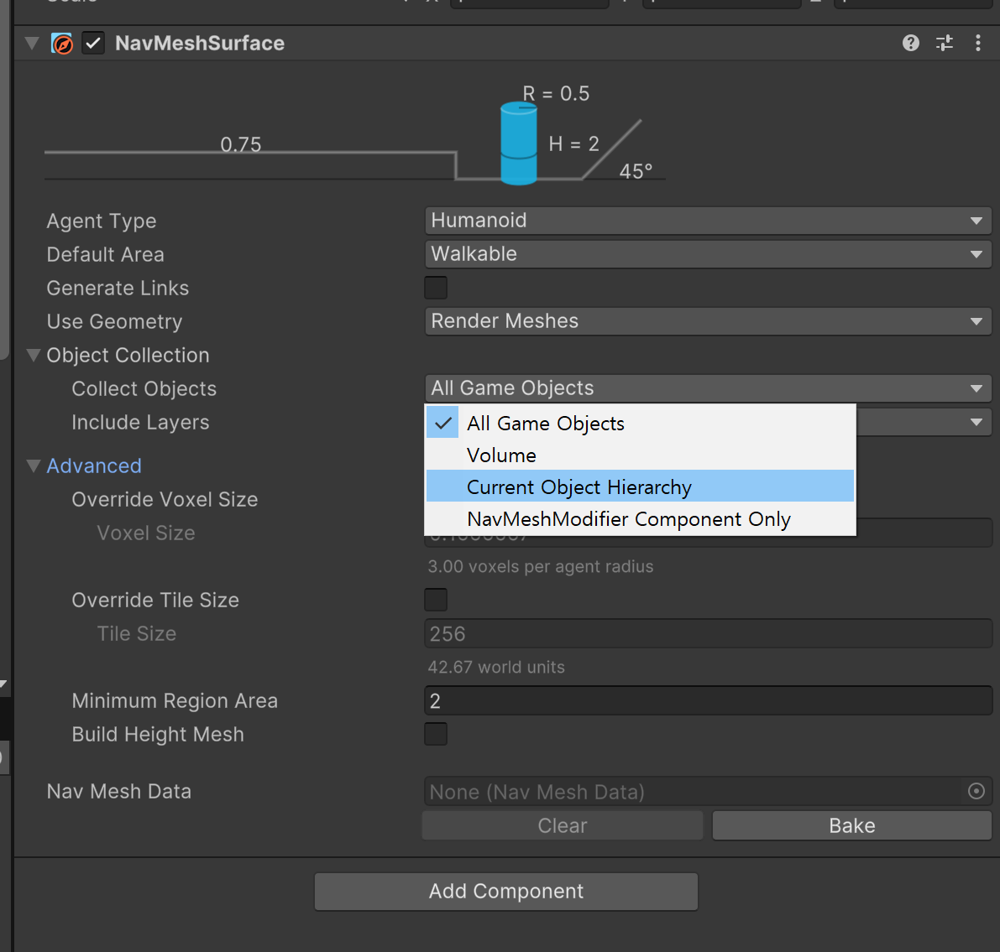 NavMeshSurface
R = 0.5
0.75
H = 2
45°
Agent Type Humanoid
Default Area Walkable
Generate Links
Use Geometry Render Meshes
Object Collection
Collect Objects All Game Objects
Include Layers
All Game Objects
Volume
Current Object Hierarchy
NavMeshModifier Component Only
Advanced
Override Voxel Size
Voxel Size
3.00 voxels per agent radius
Override Tile Size
Tile Size 256
42.67 world units
Minimum Region Area 2
Build Height Mesh
Nav Mesh Data None (Nav Mesh Data)
Clear Bake
Add Component